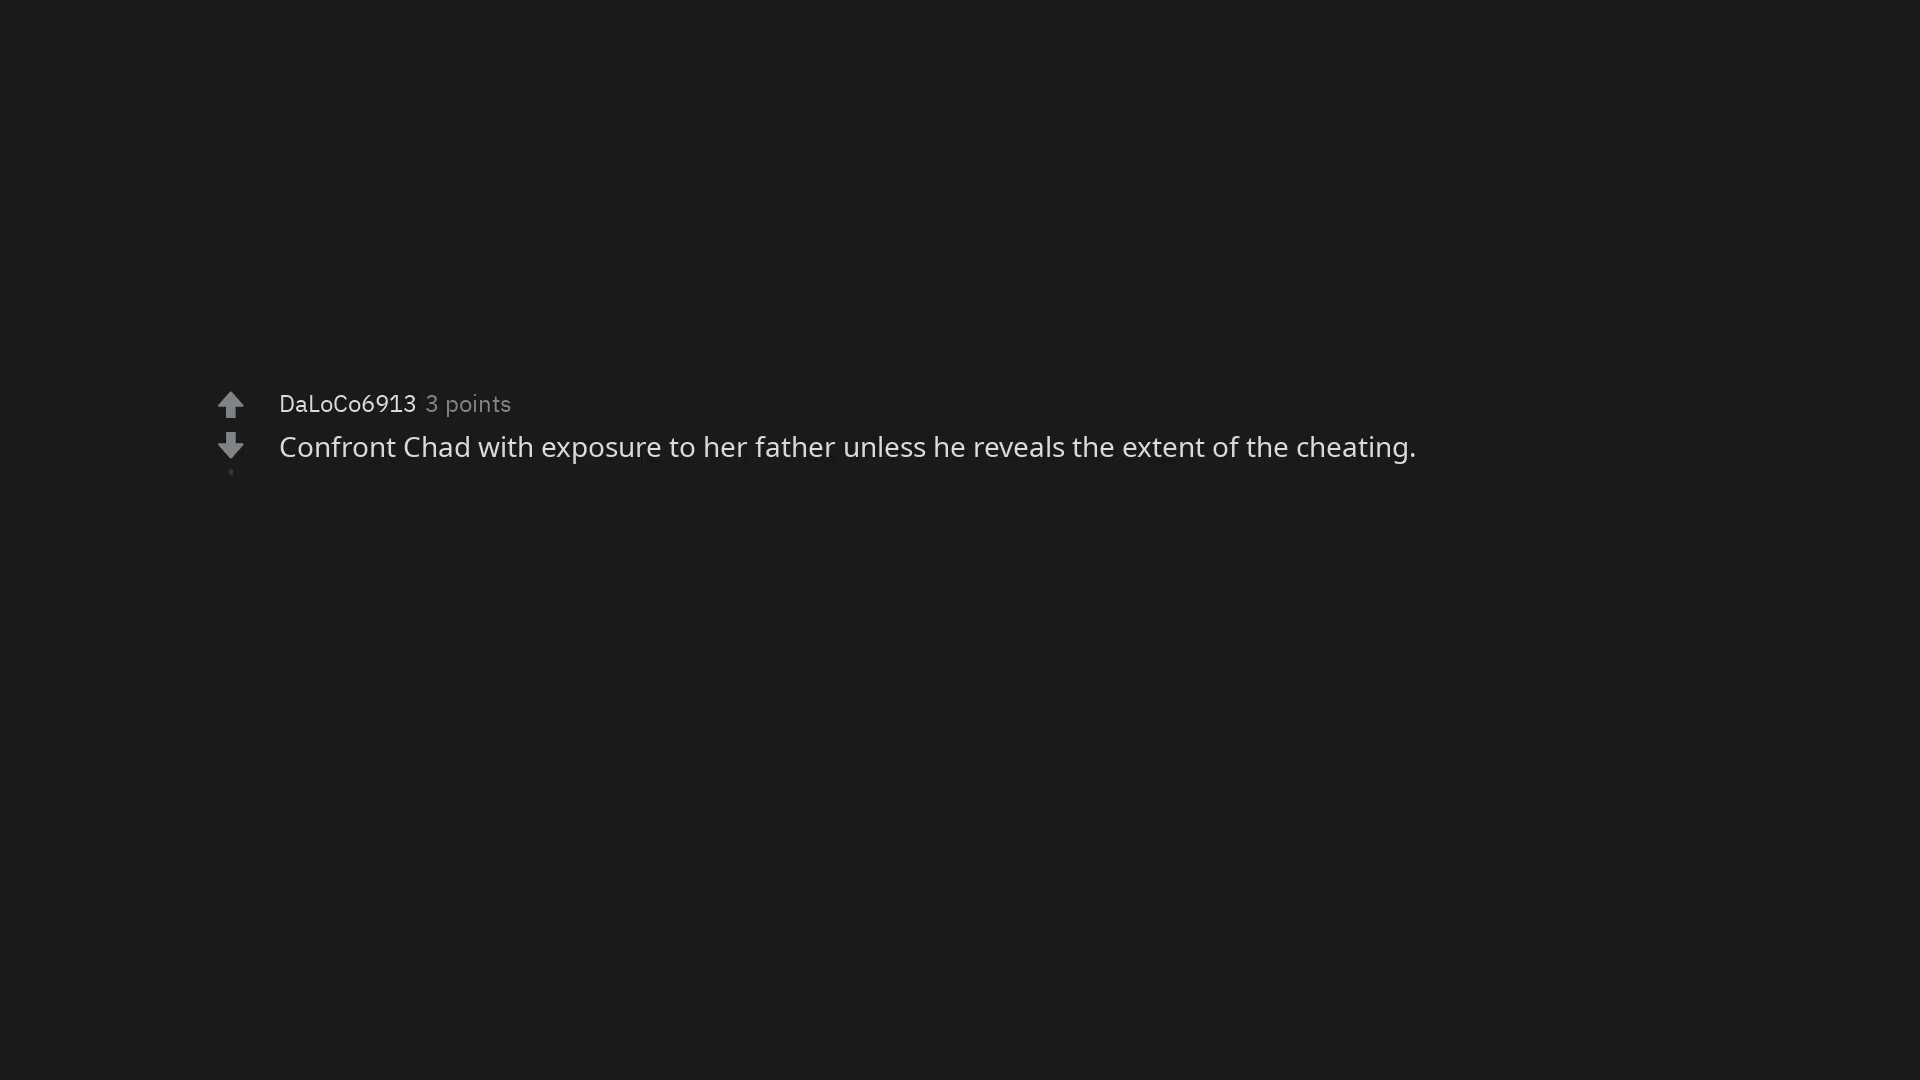 DaLoCo6913 3 points
Confront Chad with exposure to her father unless he reveals the extent of the cheating.